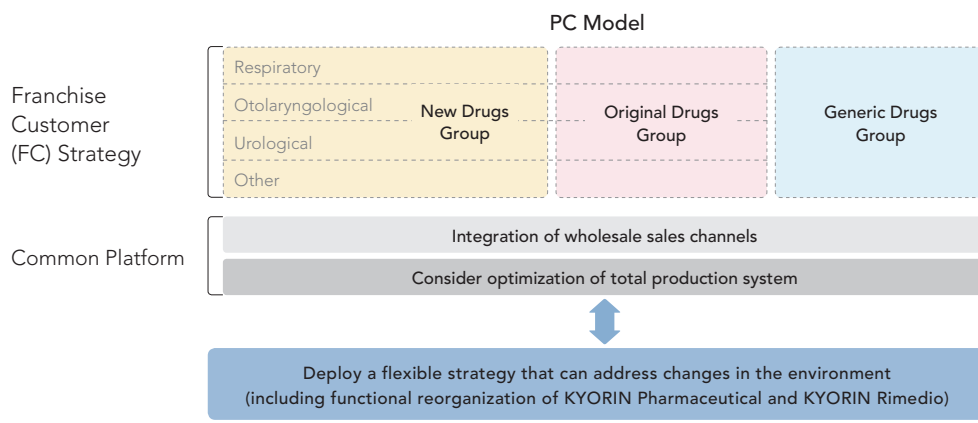 PC Model
Franchise
Customer
(FC) Strategy
Respiratory
Otolaryngological
Urological
Other
New Drugs
Group
Original Drugs
Group
Generic Drugs
Group
Common Platform
Integration of wholesale sales channels
Consider optimization of total production system
Deploy a flexible strategy that can address changes in the environment
(including functional reorganization of KYORIN Pharmaceutical and KYORIN Rimedio)